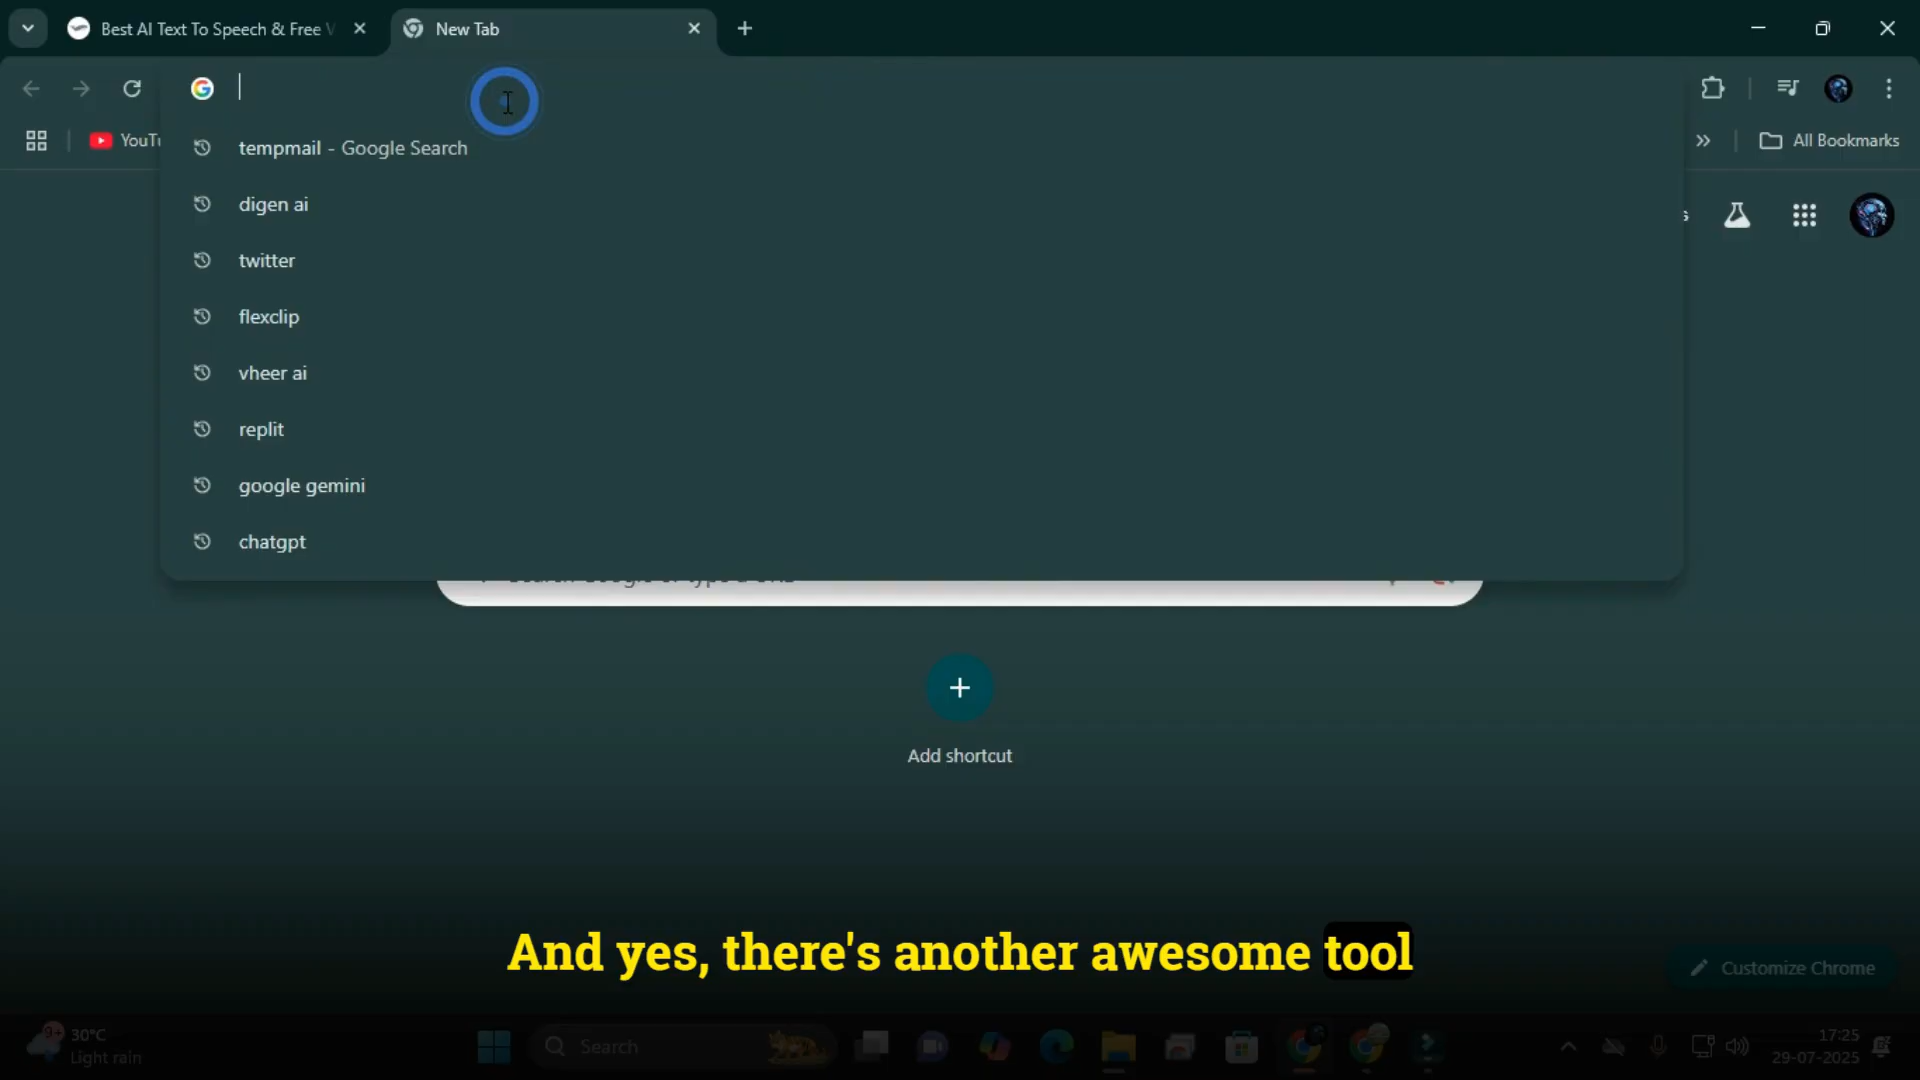 Best AI Text To Speech & Free V
New Tab
YouTu
All Bookmarks
tempmail - Google Search
digen ai
twitter
flexclip
vheer ai
replit
google gemini
chatgpt
s
Add shortcut
And yes, there's another awesome tool
Customize Chrome
9+
30°C
Light rain
Search
17:25
29-07-2025